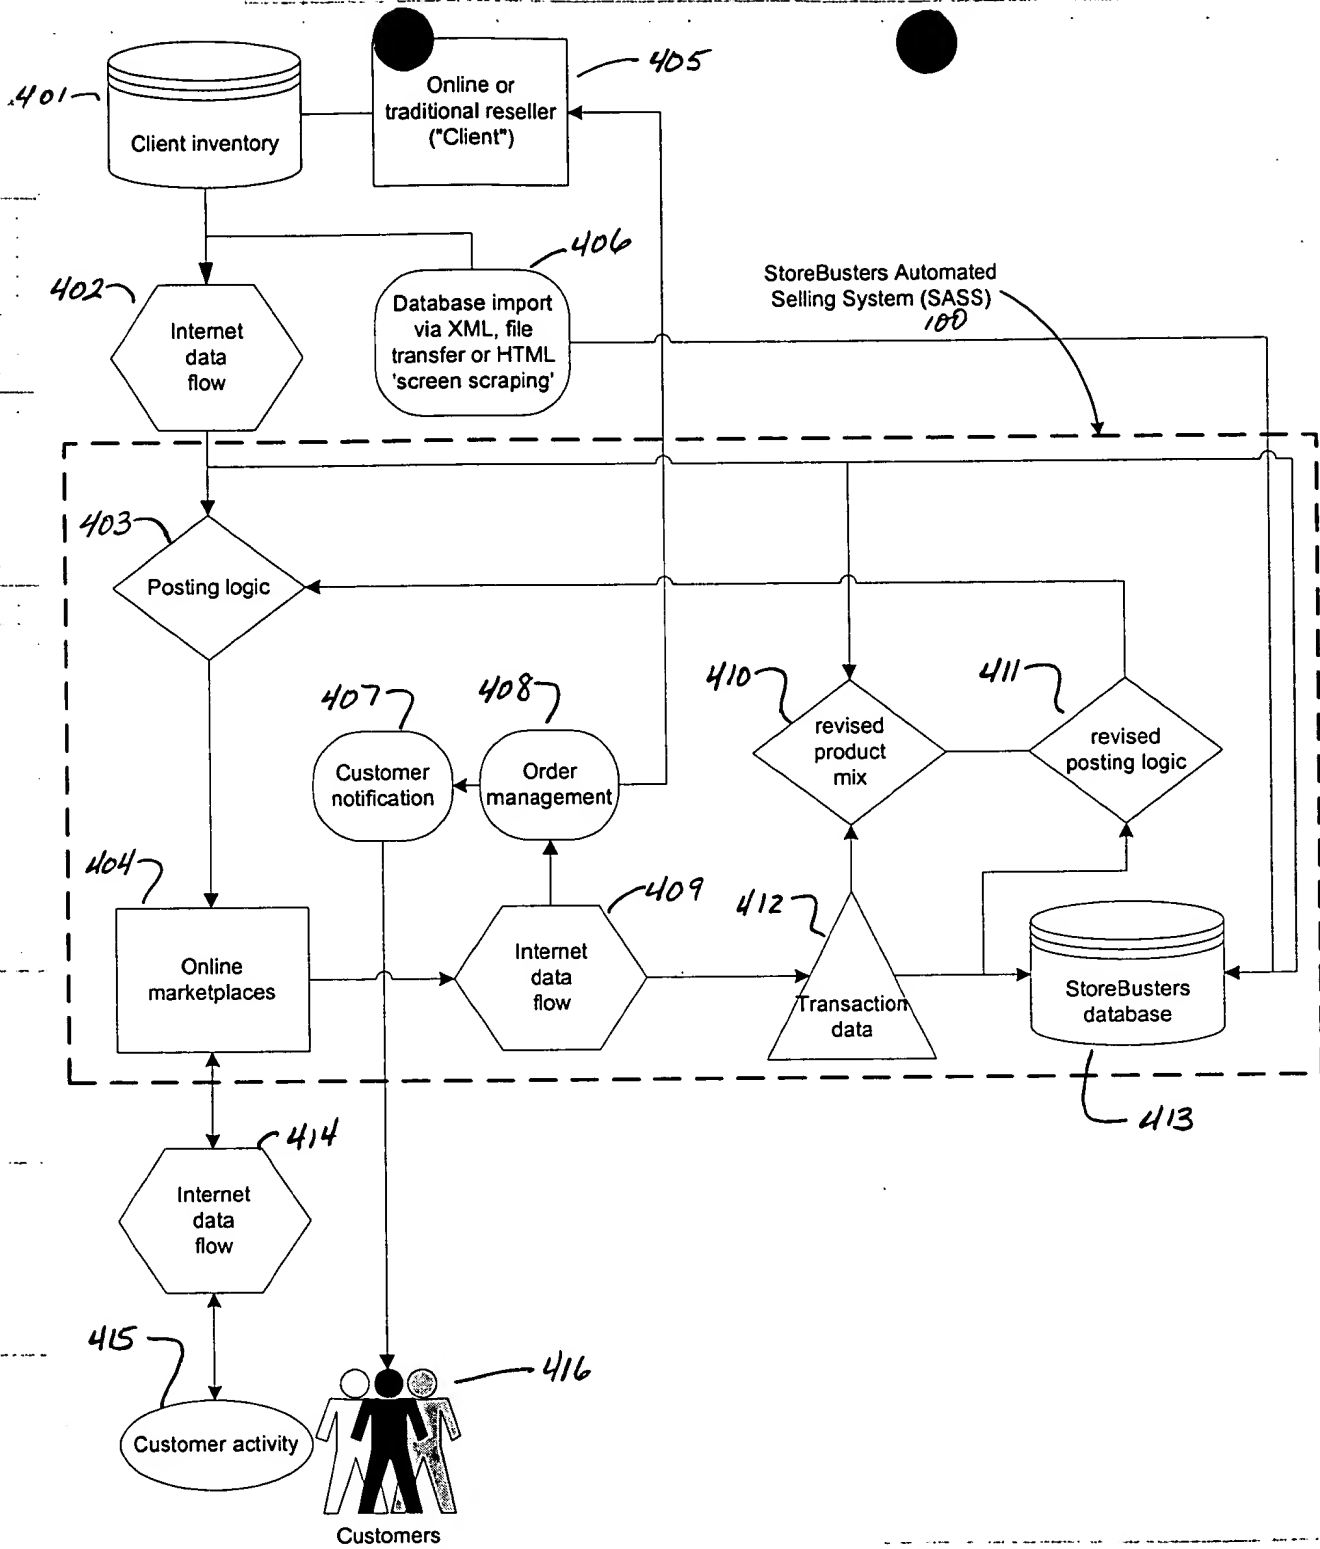 405
Online or
traditional reseller
("Client")
401
Client inventory
406
402
StoreBusters Automated
Selling System (SASS)
100
Database import
via XML, file
transfer or HTML
'screen scraping'
Internet
data
flow
403
Posting logic
407
408
410
411
revised
product
mix
revised
posting logic
Customer
notification
Order
management
404
409
412
Online
marketplaces
Internet
data
flow
Transaction
data
StoreBusters
database
413
414
Internet
data
flow
415
416
Customer activity
Customers